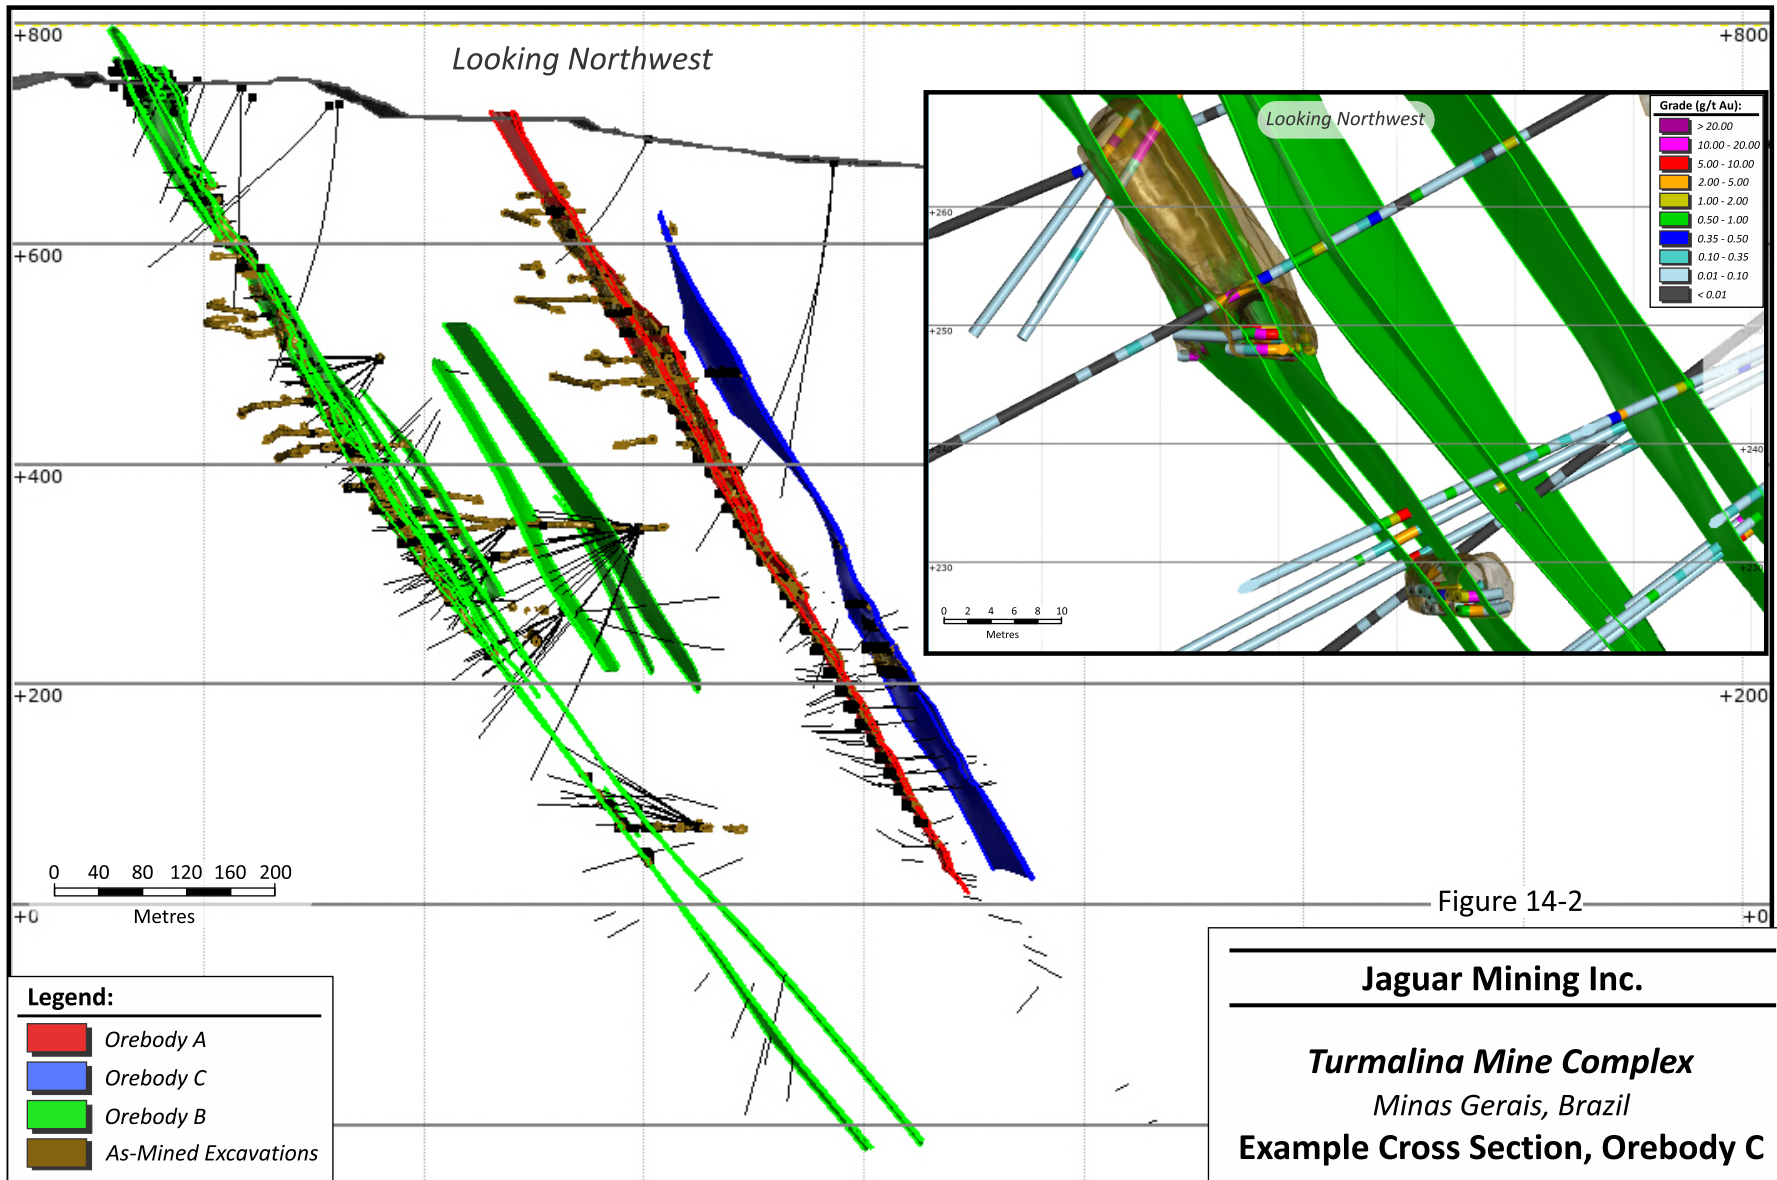 +800
Looking Northwest
+800
Looking Northwest
Grade (g/t Au):
> 20.00
10.00 - 20.00
5.00 - 10.00
2.00 - 5.00
1.00 - 2.00
0.50 - 1.00
0.35 - 0.50
0.10 - 0.35
0.01 - 0.10
< 0.01
+260
+600
+250
+240
+240
+400
+230
+230
0 2 4 6 8 10
Metres
+200
+200
0 40 80 120 160 200
Metres
+0
+0
Figure 14-2
Legend:
Orebody A
Orebody C
Orebody B
As-Mined Excavations
Jaguar Mining Inc.
Turmalina Mine Complex
Minas Gerais, Brazil
Example Cross Section, Orebody C